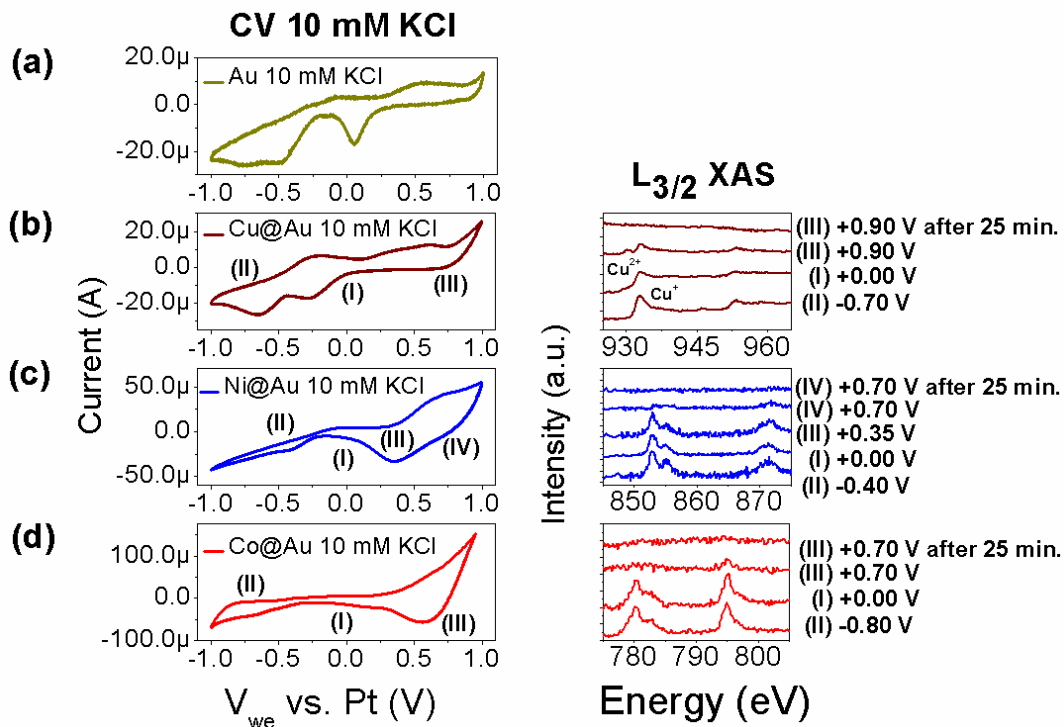 CV 10 mM KCl
(a)
20.0µ
0.0
-20.0µ
Au 10 mM KCl
-1.0 -0.5 0.0 0.5 1.0
L3/2 XAS
(b)
20.0µ
0.0
-20.0µ
Cu@Au 10 mM KCl
(II)
(I)
(III)
-1.0 -0.5 0.0 0.5 1.0
Cu2+
Cu+
(III) +0.90 V after 25 min.
(III) +0.90 V
(I) +0.00 V
(II) -0.70 V
930 945 960
(c)
50.0µ
0.0
-50.0µ
Ni@Au 10 mM KCl
(II)
(III)
(I)
(IV)
-1.0 -0.5 0.0 0.5 1.0
(IV) +0.70 V after 25 min.
(IV) +0.70 V
(III) +0.35 V
(I) +0.00 V
(II) -0.40 V
850 860 870
(d)
100.0µ
0.0
-100.0µ
Co@Au 10 mM KCl
(II)
(I)
(III)
-1.0 -0.5 0.0 0.5 1.0
(III) +0.70 V after 25 min.
(III) +0.70 V
(I) +0.00 V
(II) -0.80 V
780 790 800
Current (A)
Intensity (a.u.)
Vwe vs. Pt (V)
Energy (eV)